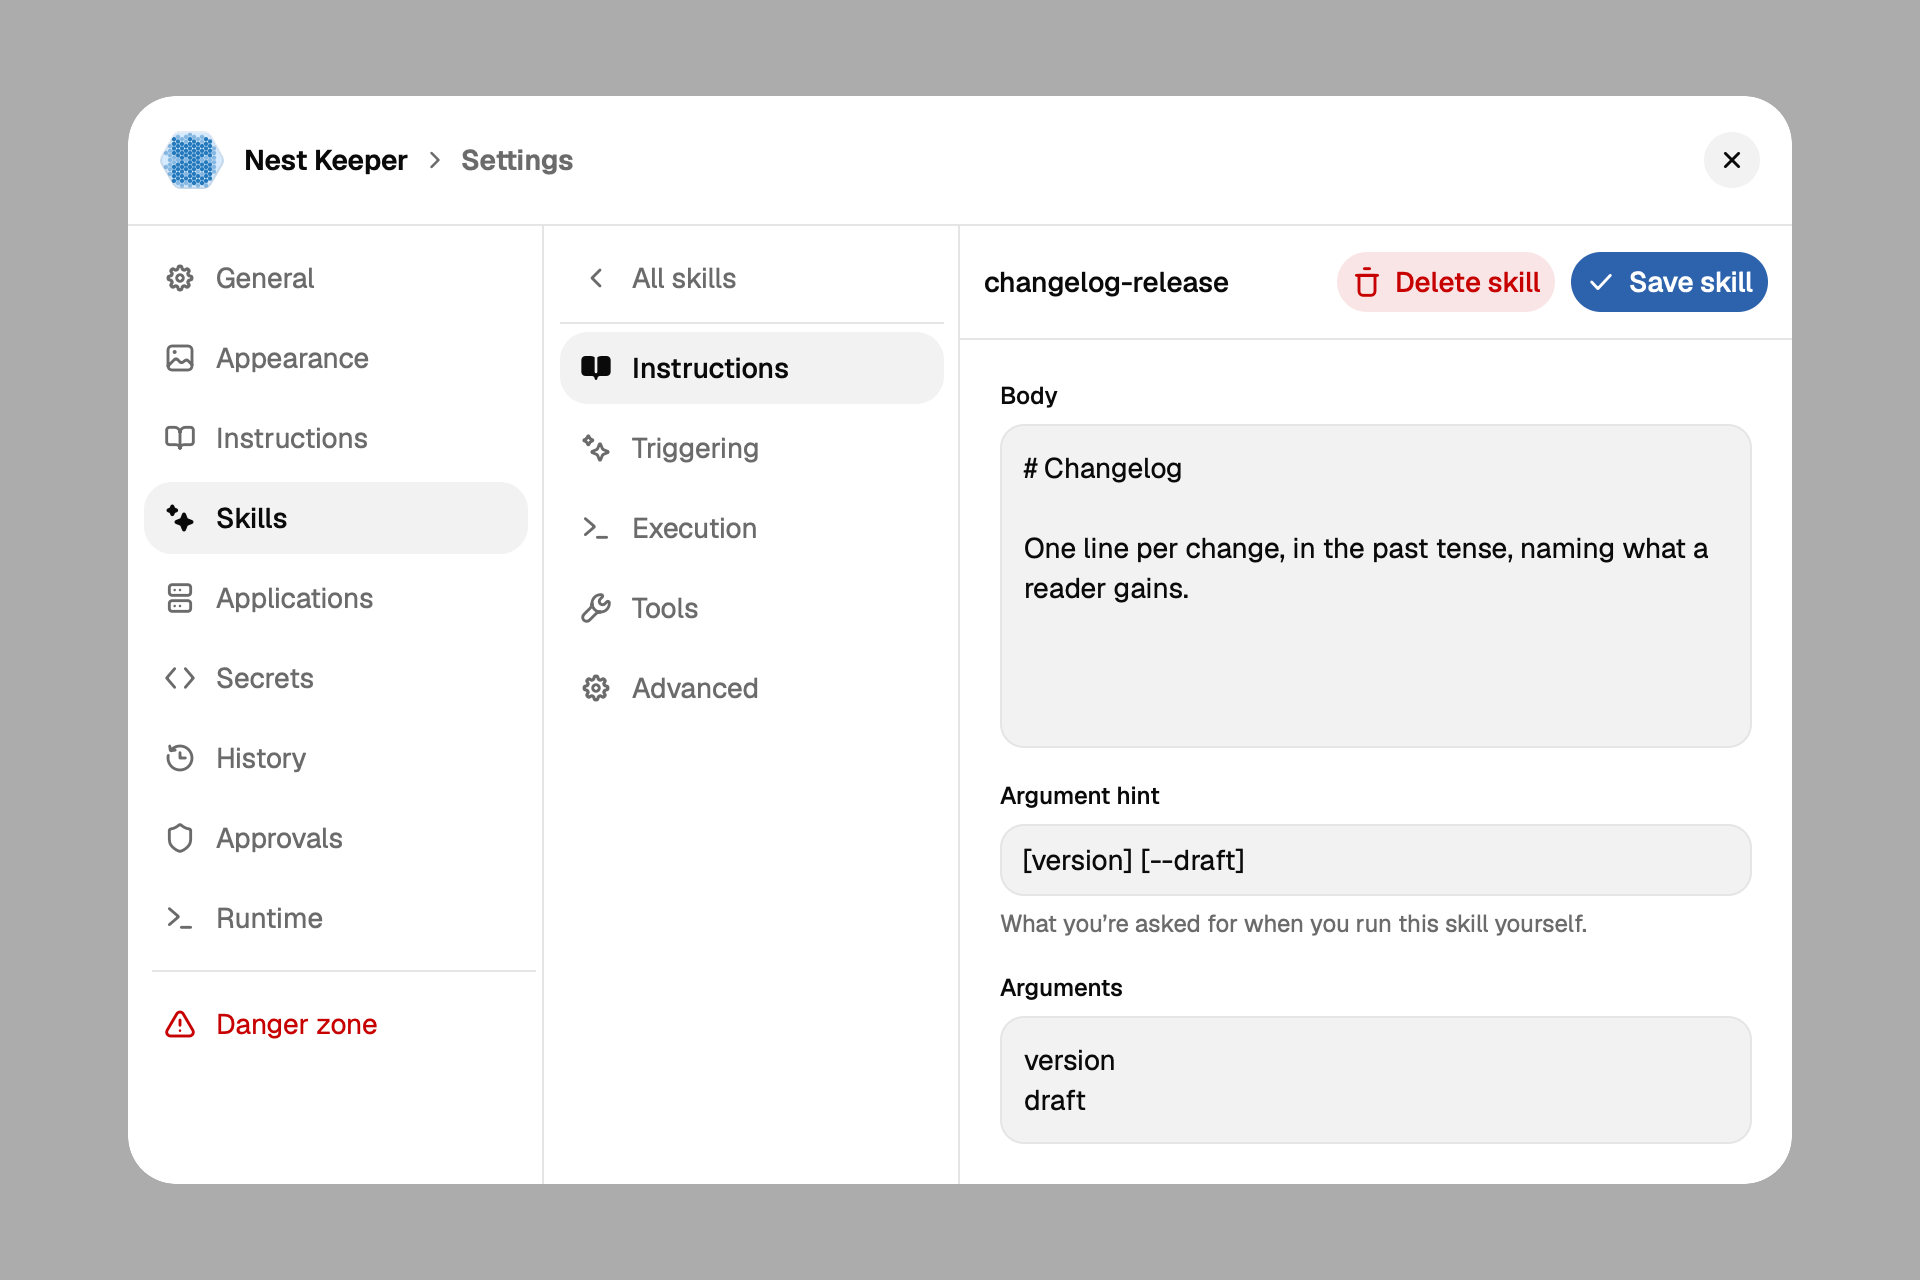 Nest Keeper > Settings
General
Appearance
Instructions
Skills
Applications
Secrets
History
Approvals
Runtime
Danger zone
All skills
Instructions
Triggering
Execution
Tools
Advanced
changelog-release
Delete skill
Save skill
Body
# Changelog
One line per change, in the past tense, naming what a
reader gains.
Argument hint
[version] [--draft]
What you’re asked for when you run this skill yourself.
Arguments
version
draft